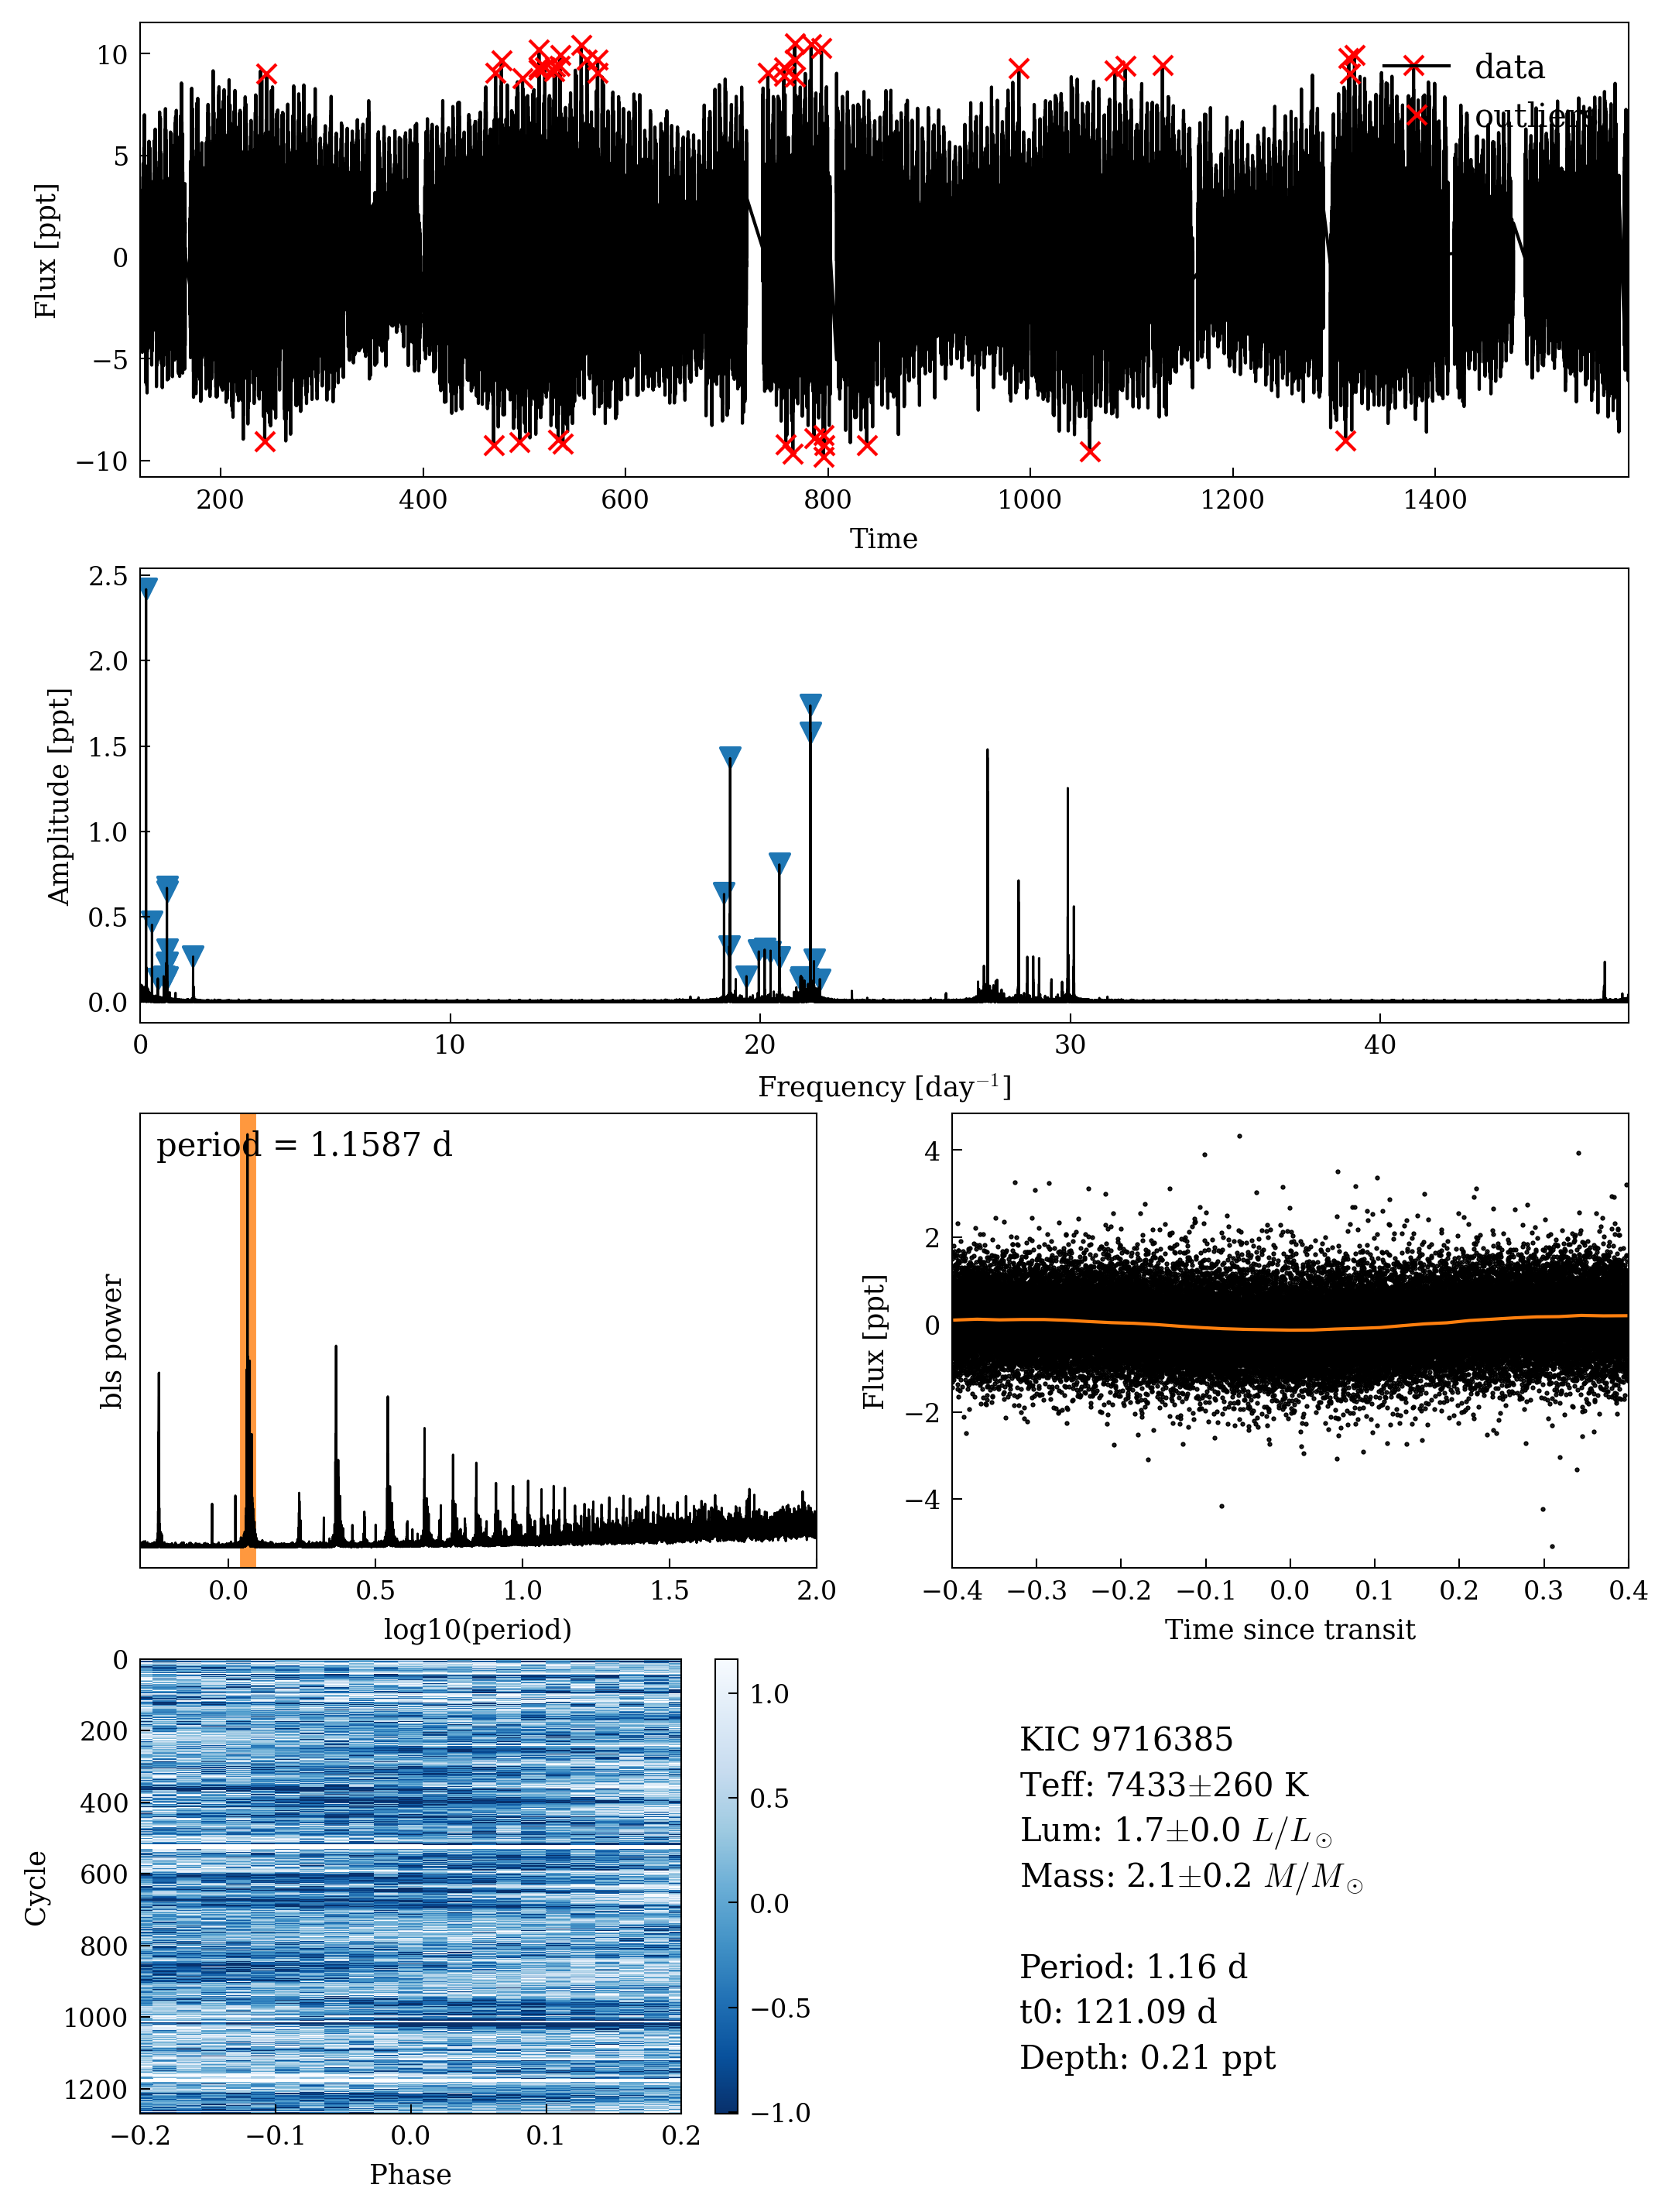 10
5
0
−5
−10
Flux [ppt]
data
outliers
200 400 600 800 1000 1200 1400
Time
2.5
2.0
1.5
1.0
0.5
0.0
Amplitude [ppt]
0 10 20 30 40
Frequency [day⁻¹]
period = 1.1587 d
bls power
0.0 0.5 1.0 1.5 2.0
log10(period)
4
2
0
−2
−4
Flux [ppt]
−0.4 −0.3 −0.2 −0.1 0.0 0.1 0.2 0.3 0.4
Time since transit
0
200
400
600
800
1000
1200
Cycle
−0.2 −0.1 0.0 0.1 0.2
Phase
1.0
0.5
0.0
−0.5
−1.0
KIC 9716385
Teff: 7433±260 K
Lum: 1.7±0.0 L/L⊙
Mass: 2.1±0.2 M/M⊙
Period: 1.16 d
t0: 121.09 d
Depth: 0.21 ppt